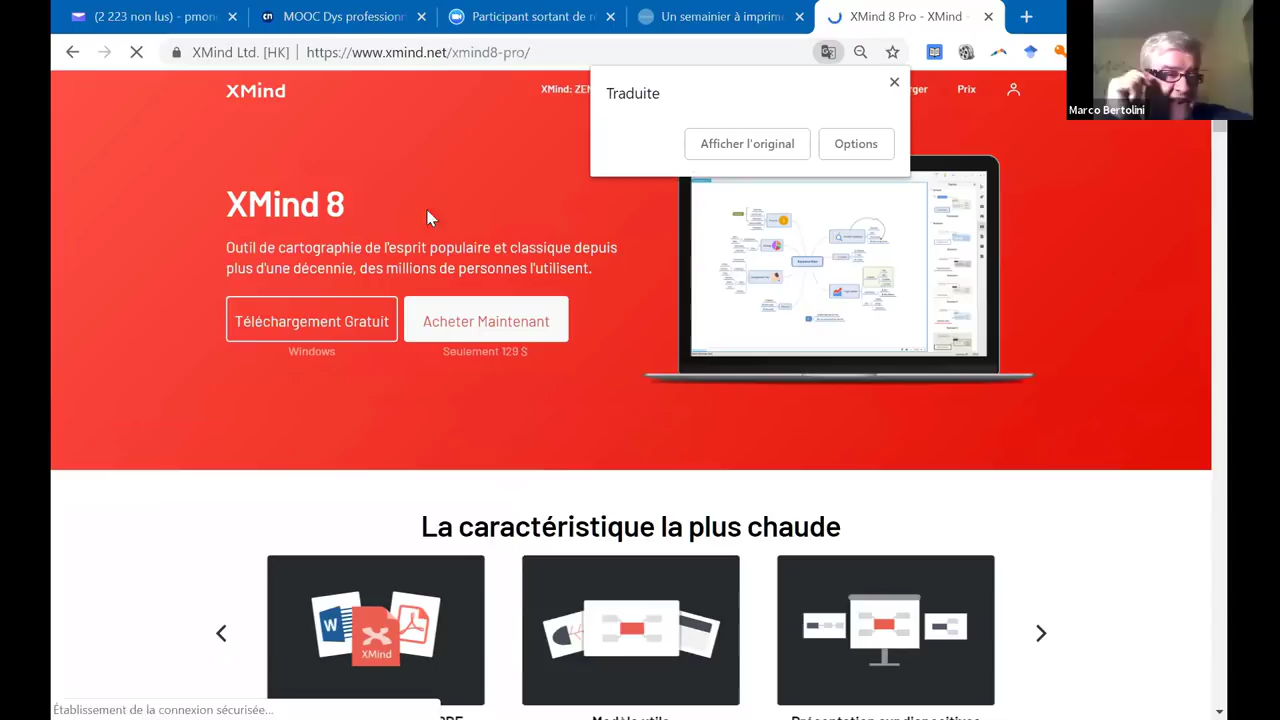 (2 223 non lus) - pmon
MOOC Dys profession
Participant sortant de r
Un semainier à imprim
XMind 8 Pro - XMind
XMind Ltd. [HK]
https://www.xmind.net/xmind8-pro/
XMind
XMind: ZEN
Traduite
rger
Prix
Afficher l'original
Options
Marco Bertolini
XMind 8
Outil de cartographie de l'esprit populaire et classique depuis
plus d'une décennie, des millions de personnes l'utilisent.
Téléchargement Gratuit
Acheter Maintenant
Windows
Seulement 129 $
La caractéristique la plus chaude
W
XMind
Établissement de la connexion sécurisée...